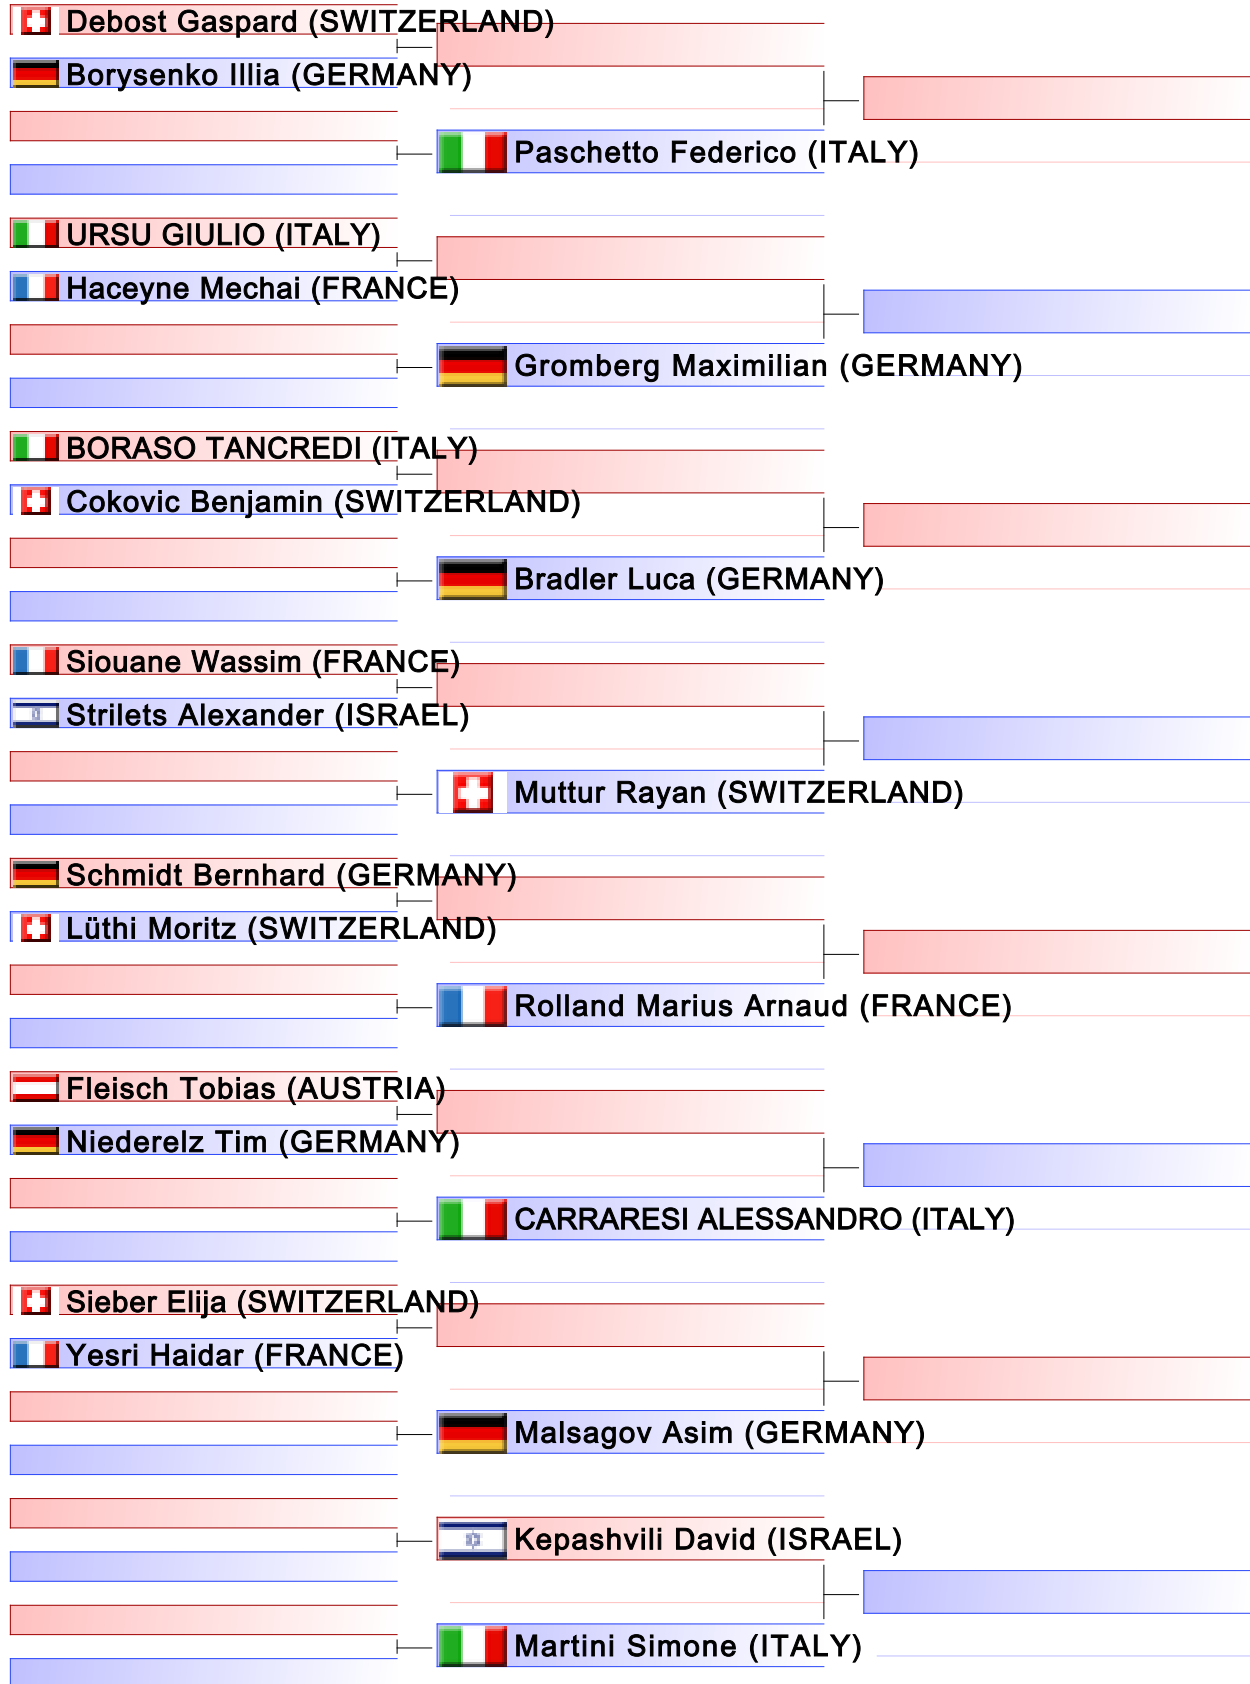 Debost Gaspard (SWITZERLAND)
Borysenko Illia (GERMANY)
Paschetto Federico (ITALY)
URSU GIULIO (ITALY)
Haceyne Mechai (FRANCE)
Gromberg Maximilian (GERMANY)
BORASO TANCREDI (ITALY)
Cokovic Benjamin (SWITZERLAND)
Bradler Luca (GERMANY)
Siouane Wassim (FRANCE)
Strilets Alexander (ISRAEL)
Muttur Rayan (SWITZERLAND)
Schmidt Bernhard (GERMANY)
Lüthi Moritz (SWITZERLAND)
Rolland Marius Arnaud (FRANCE)
Fleisch Tobias (AUSTRIA)
Niederelz Tim (GERMANY)
CARRARESI ALESSANDRO (ITALY)
Sieber Elija (SWITZERLAND)
Yesri Haidar (FRANCE)
Malsagov Asim (GERMANY)
Kepashvili David (ISRAEL)
Martini Simone (ITALY)